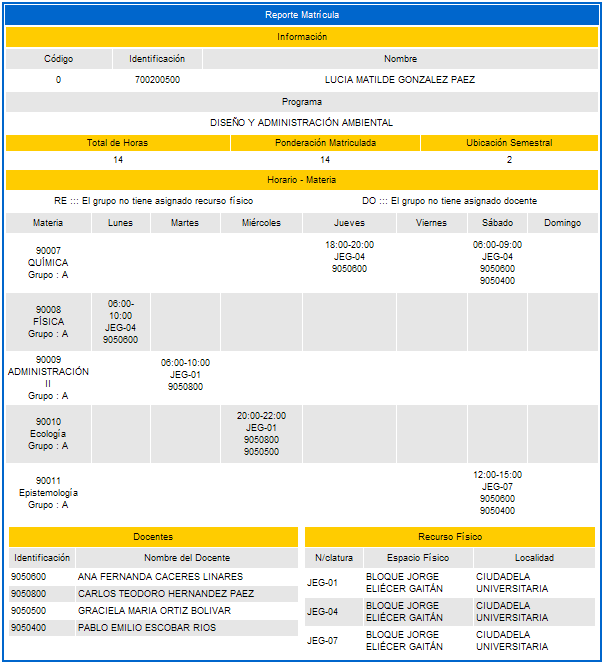 Reporte Matrícula
Información
Código Identificación Nombre
0 700200500 LUCIA MATILDE GONZALEZ PAEZ
Programa
DISEÑO Y ADMINISTRACIÓN AMBIENTAL
Total de Horas Ponderación Matriculada Ubicación Semestral
14 14 2
Horario - Materia
RE ::: El grupo no tiene asignado recurso físico DO ::: El grupo no tiene asignado docente
Materia Lunes Martes Miércoles Jueves Viernes Sábado Domingo
90007
QUÍMICA
Grupo : A
18:00-20:00
JEG-04
9050600
06:00-09:00
JEG-04
9050600
9050400
90008
FÍSICA
Grupo : A
06:00-
10:00
JEG-04
9050600
90009
ADMINISTRACIÓN
II
Grupo : A
06:00-10:00
JEG-01
9050800
90010
Ecología
Grupo : A
20:00-22:00
JEG-01
9050800
9050500
90011
Epistemología
Grupo : A
12:00-15:00
JEG-07
9050600
9050400
Docentes
Identificación Nombre del Docente
9050600 ANA FERNANDA CACERES LINARES
9050800 CARLOS TEODORO HERNANDEZ PAEZ
9050500 GRACIELA MARIA ORTIZ BOLIVAR
9050400 PABLO EMILIO ESCOBAR RIOS
Recurso Físico
N/clatura Espacio Físico Localidad
JEG-01
BLOQUE JORGE
ELIÉCER GAITÁN
CIUDADELA
UNIVERSITARIA
JEG-04
BLOQUE JORGE
ELIÉCER GAITÁN
CIUDADELA
UNIVERSITARIA
JEG-07
BLOQUE JORGE
ELIÉCER GAITÁN
CIUDADELA
UNIVERSITARIA